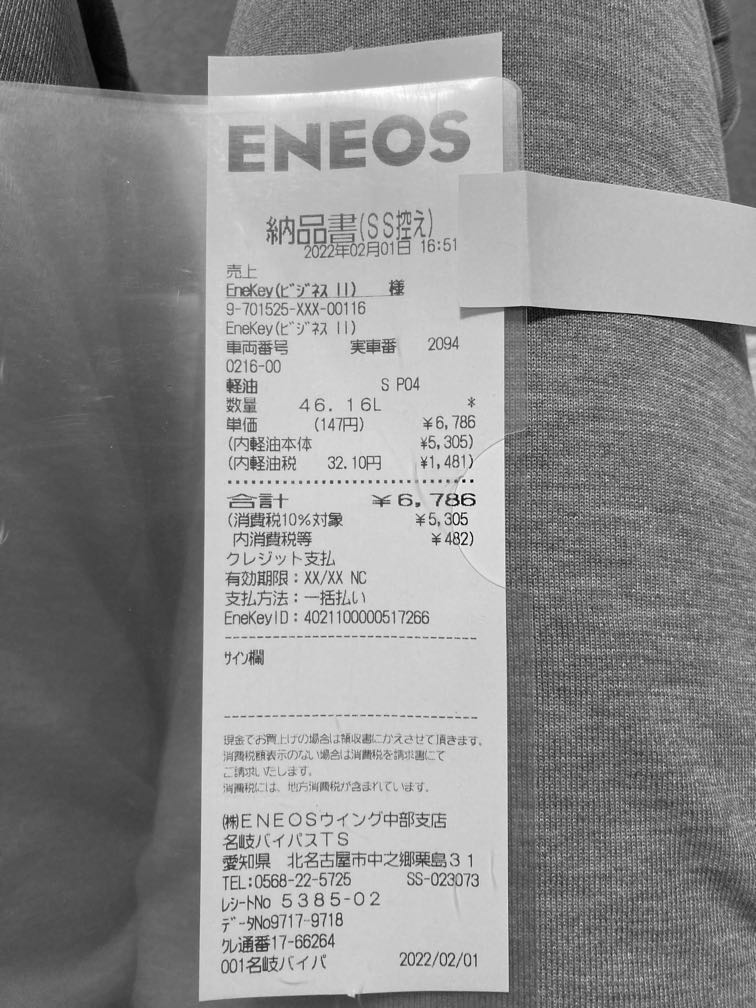 ENEOS
納品書(SS控え)
2022年02月01日 16:51
売上
EneKey(ビジネスII) 様
9-701525-XXX-00116
EneKey(ビジネスII)
車両番号 実車番 2094
0216-00
軽油 S P04
数量 46.16L *
単価 (147円) ¥6,786
(内軽油本体 ¥5,305)
(内軽油税 32.10円 ¥1,481)
合計 ¥6,786
(消費税10%対象 ¥5,305
内消費税等 ¥482)
クレジット支払
有効期限:XX/XX NC
支払方法:一括払い
EneKeyID:4021100000517266
サイン欄
現金でお買上げの場合は領収書にかえさせて頂きます。
消費税額表示のない場合は消費税を請求書にて
ご請求いたします。
消費税には、地方消費税が含まれています。
㈱ENEOSウイング中部支店
名岐バイパスTS
愛知県 北名古屋市中之郷栗島31
TEL:0568-22-5725 SS-023073
レシートNo 5385-02
データNo9717-9718
クレ通番17-66264
001名岐バイパ 2022/02/01